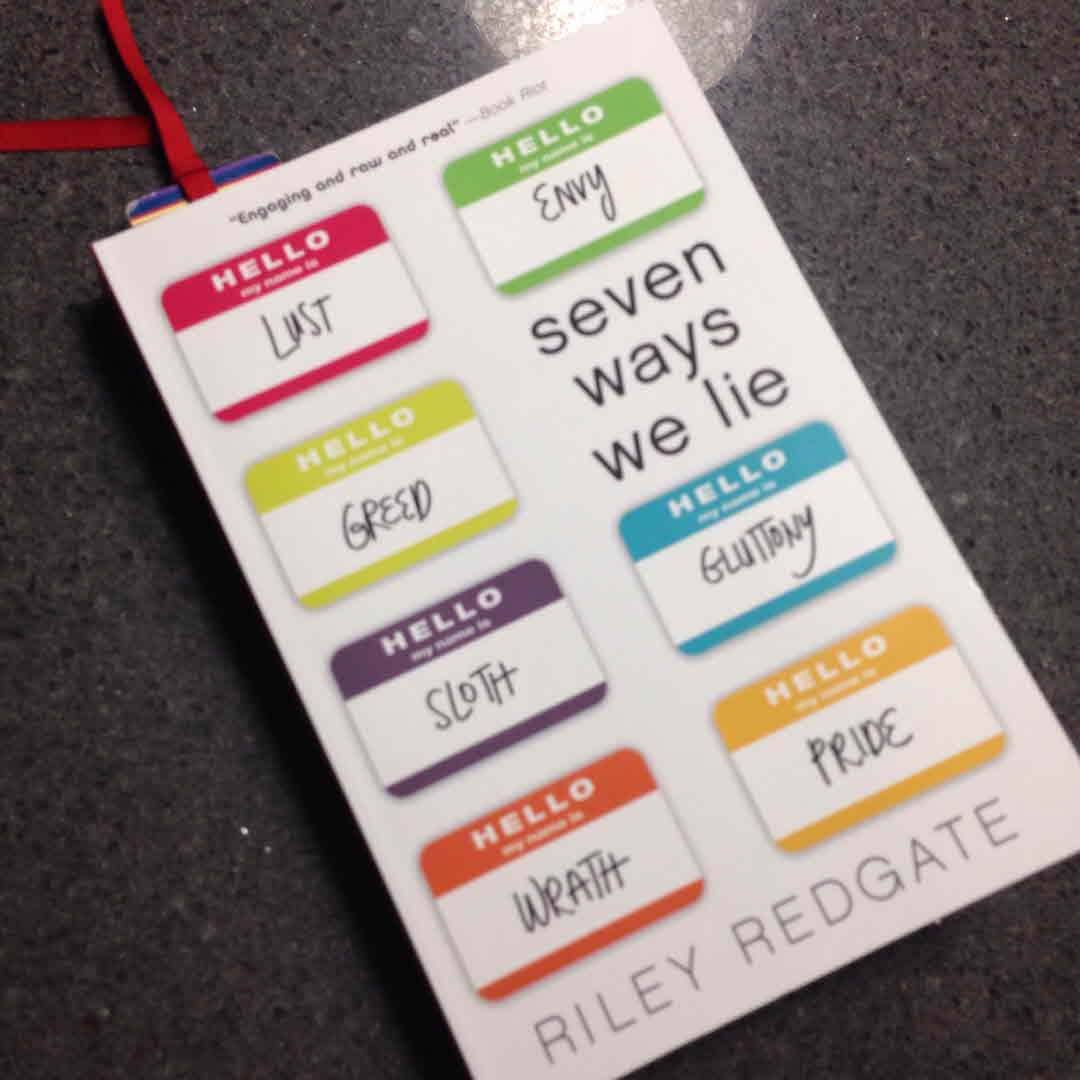 "Engaging and raw and real" —Book Riot
HELLO
my name is
ENVY
HELLO
my name is
LUST
seven
ways
we lie
HELLO
my name is
GREED
HELLO
my name is
GLUTTONY
HELLO
my name is
SLOTH
HELLO
my name is
PRIDE
HELLO
my name is
WRATH
RILEY REDGATE